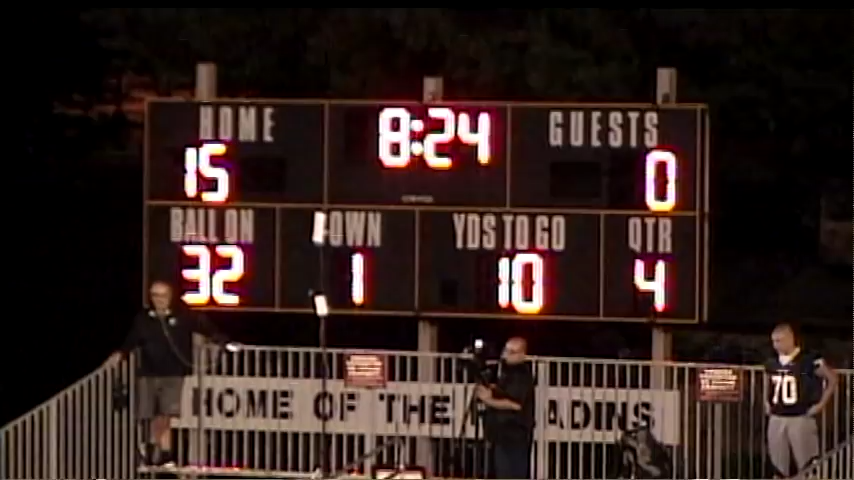 HOME 8:24 GUESTS
15 0
BALL ON DOWN YDS TO GO QTR
32 1 10 4
HOME OF THE ADINS
70